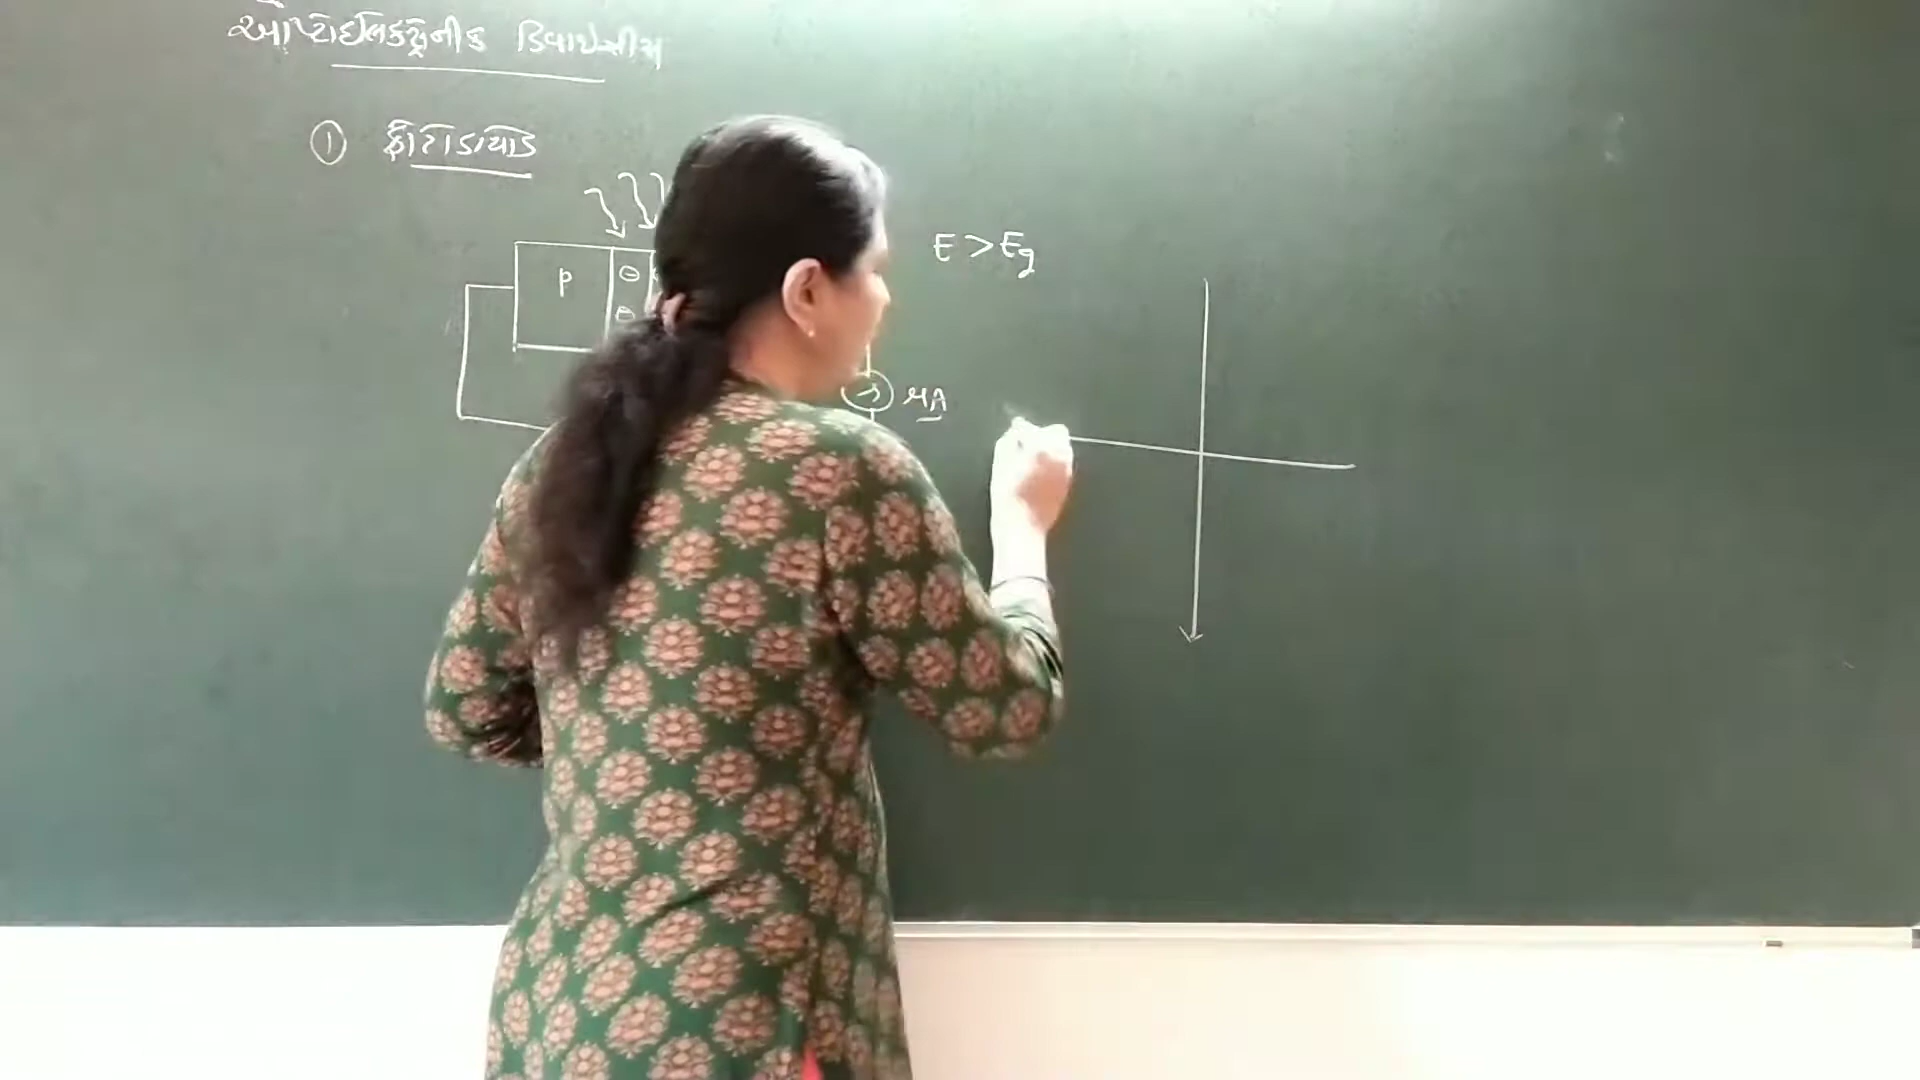 ઓપ્ટોઇલેક્ટ્રોનીક ડિવાઇસીસ
① ફોટોડાયોડ
E > Eg
p ⊖
⊖
μA